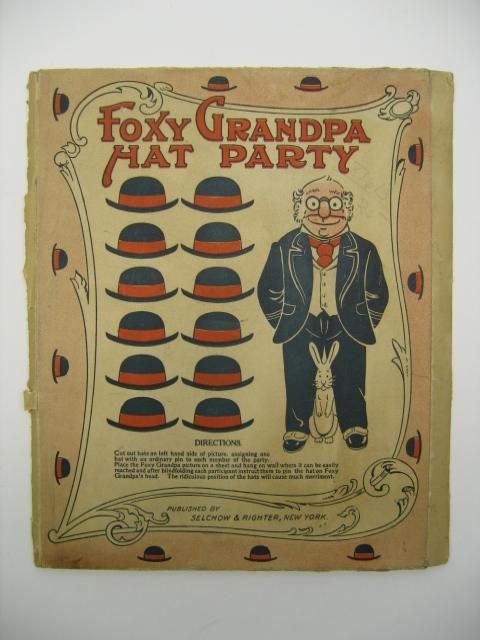 FOXY GRANDPA
HAT PARTY
DIRECTIONS.
Cut out hats on left hand side of picture, assigning one
hat with an ordinary pin to each member of the party.
Place the Foxy Grandpa picture on a sheet and hang on wall where it can be easily
reached and after blindfolding each participant instruct them to pin the hat on Foxy
Grandpa's head. The ridiculous position of the hats will cause much merriment.
PUBLISHED BY
SELCHOW & RIGHTER, NEW YORK.